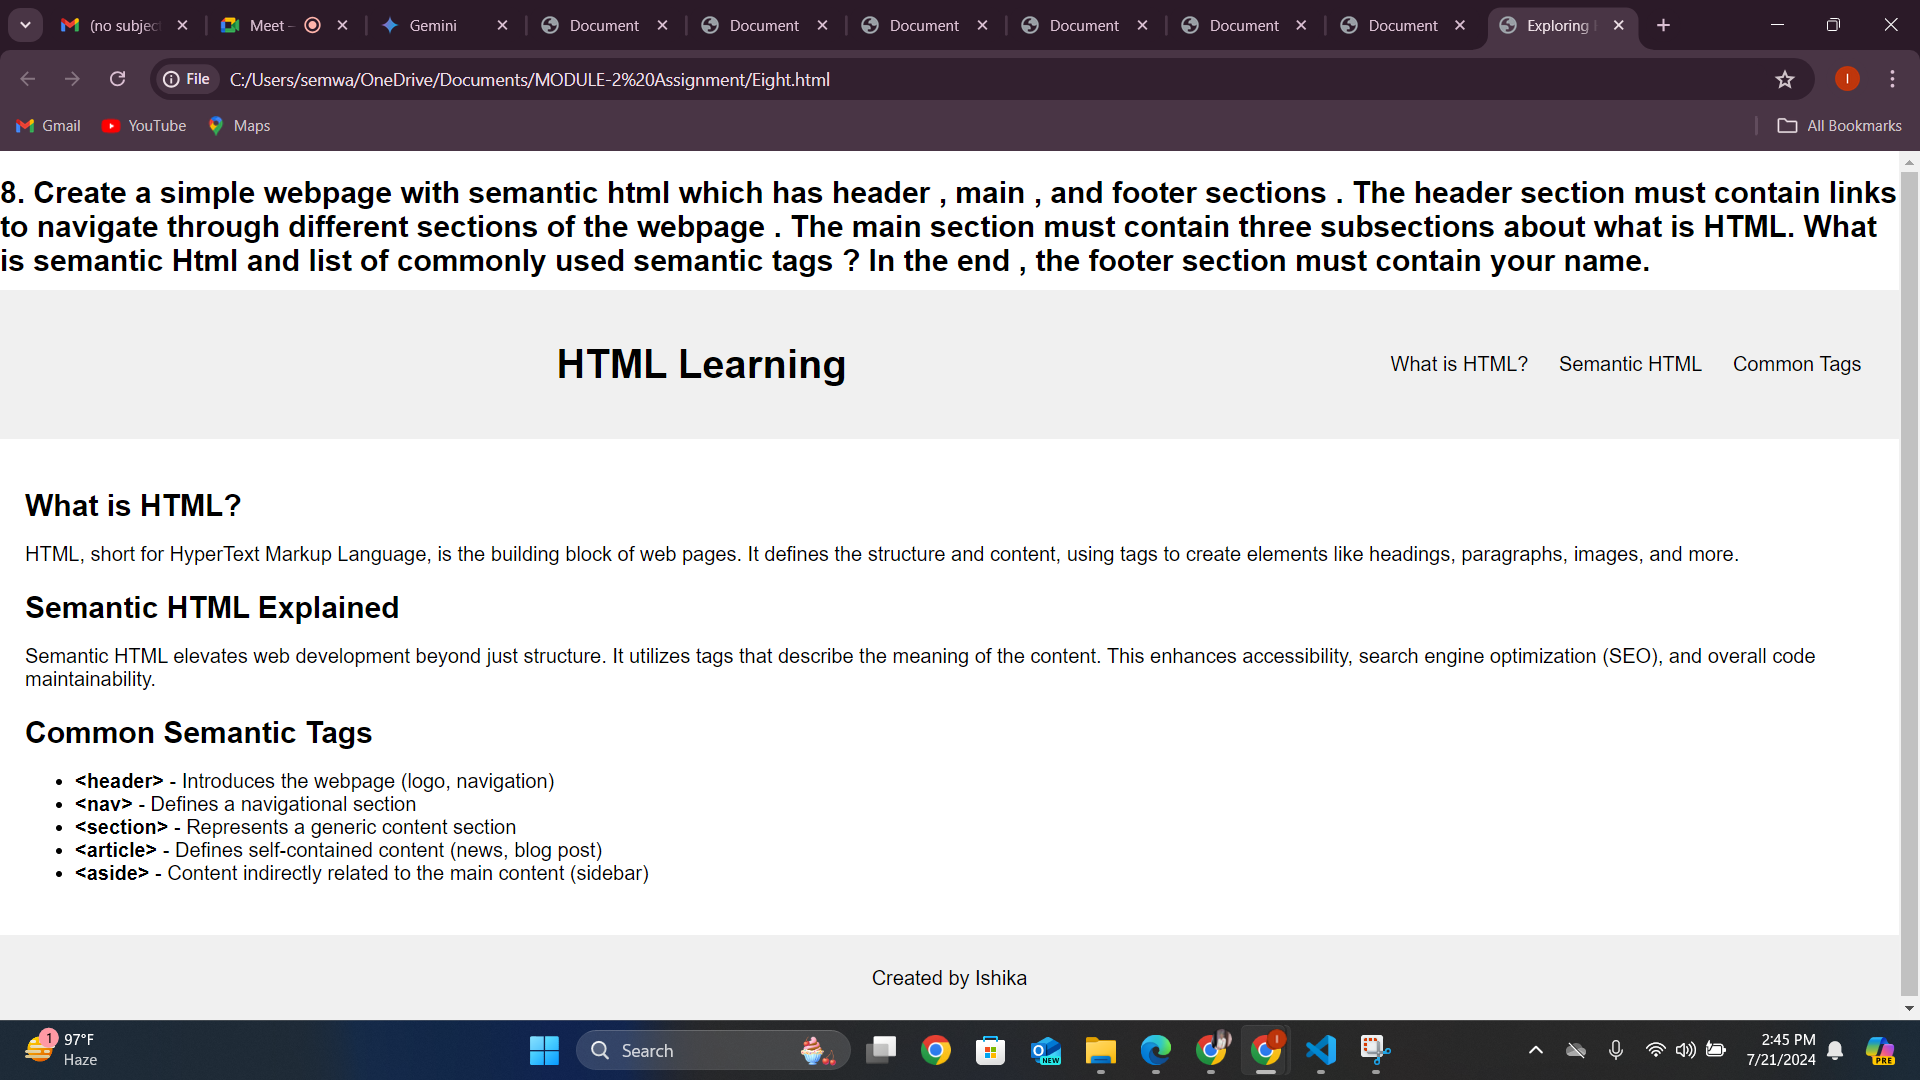 (no subject
Meet -
Gemini
Document
Document
Document
Document
Document
Document
Exploring
File
C:/Users/semwa/OneDrive/Documents/MODULE-2%20Assignment/Eight.html
I
Gmail
YouTube
Maps
All Bookmarks
8. Create a simple webpage with semantic html which has header , main , and footer sections . The header section must contain links
to navigate through different sections of the webpage . The main section must contain three subsections about what is HTML. What
is semantic Html and list of commonly used semantic tags ? In the end , the footer section must contain your name.
HTML Learning
What is HTML? Semantic HTML Common Tags
What is HTML?
HTML, short for HyperText Markup Language, is the building block of web pages. It defines the structure and content, using tags to create elements like headings, paragraphs, images, and more.
Semantic HTML Explained
Semantic HTML elevates web development beyond just structure. It utilizes tags that describe the meaning of the content. This enhances accessibility, search engine optimization (SEO), and overall code
maintainability.
Common Semantic Tags
• <header> - Introduces the webpage (logo, navigation)
• <nav> - Defines a navigational section
• <section> - Represents a generic content section
• <article> - Defines self-contained content (news, blog post)
• <aside> - Content indirectly related to the main content (sidebar)
Created by Ishika
1
97°F
Haze
Search
NEW
2:45 PM
7/21/2024
PRE